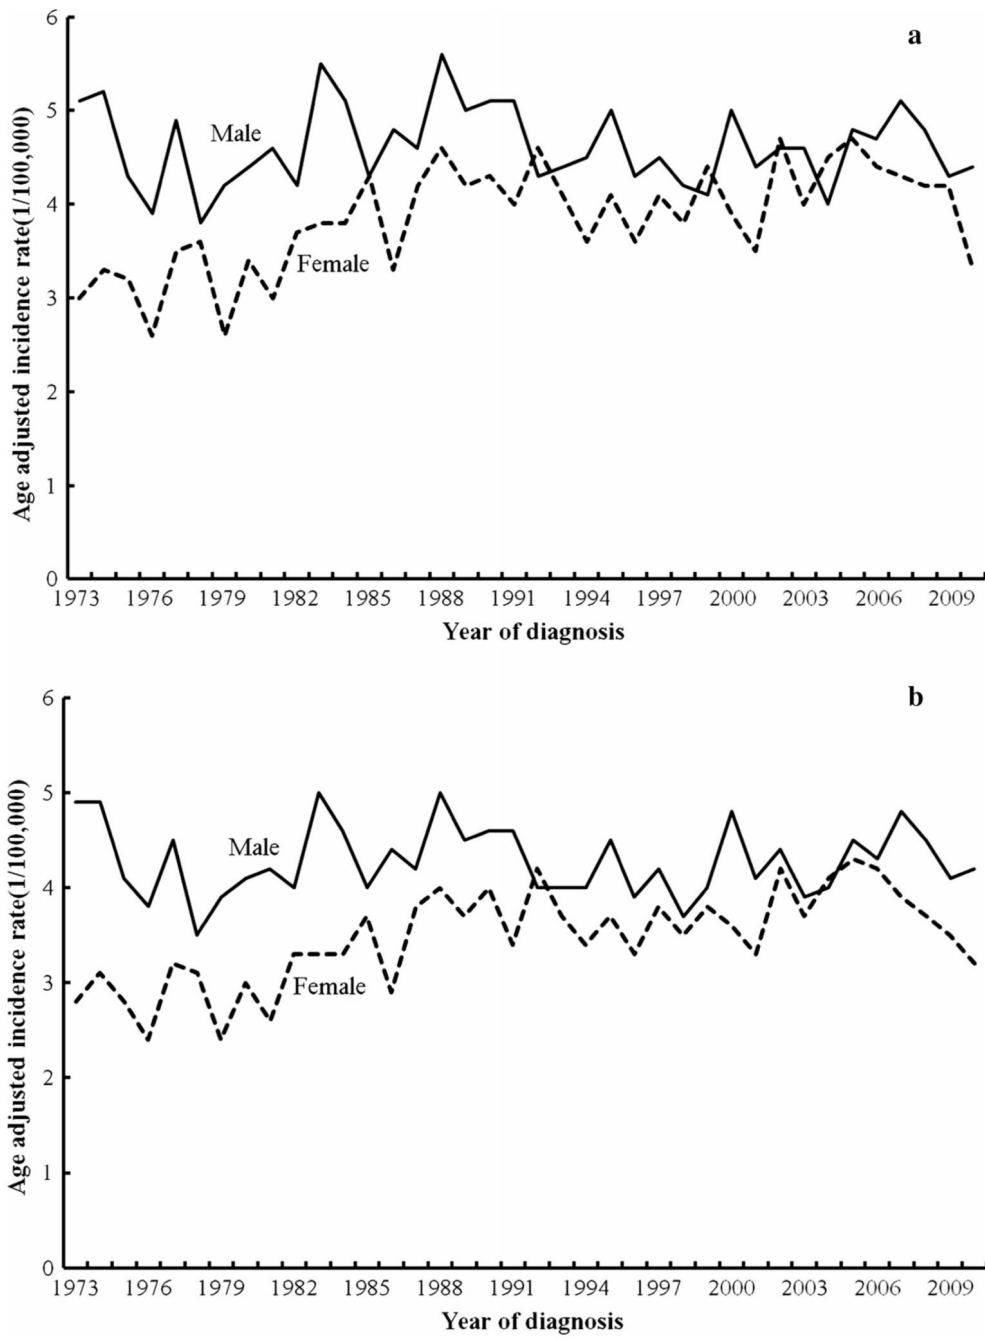 a
Age adjusted incidence rate(1/100,000)
6
5
4
3
2
1
0
Male
Female
1973 1976 1979 1982 1985 1988 1991 1994 1997 2000 2003 2006 2009
Year of diagnosis
b
Age adjusted incidence rate(1/100,000)
6
5
4
3
2
1
0
Male
Female
1973 1976 1979 1982 1985 1988 1991 1994 1997 2000 2003 2006 2009
Year of diagnosis